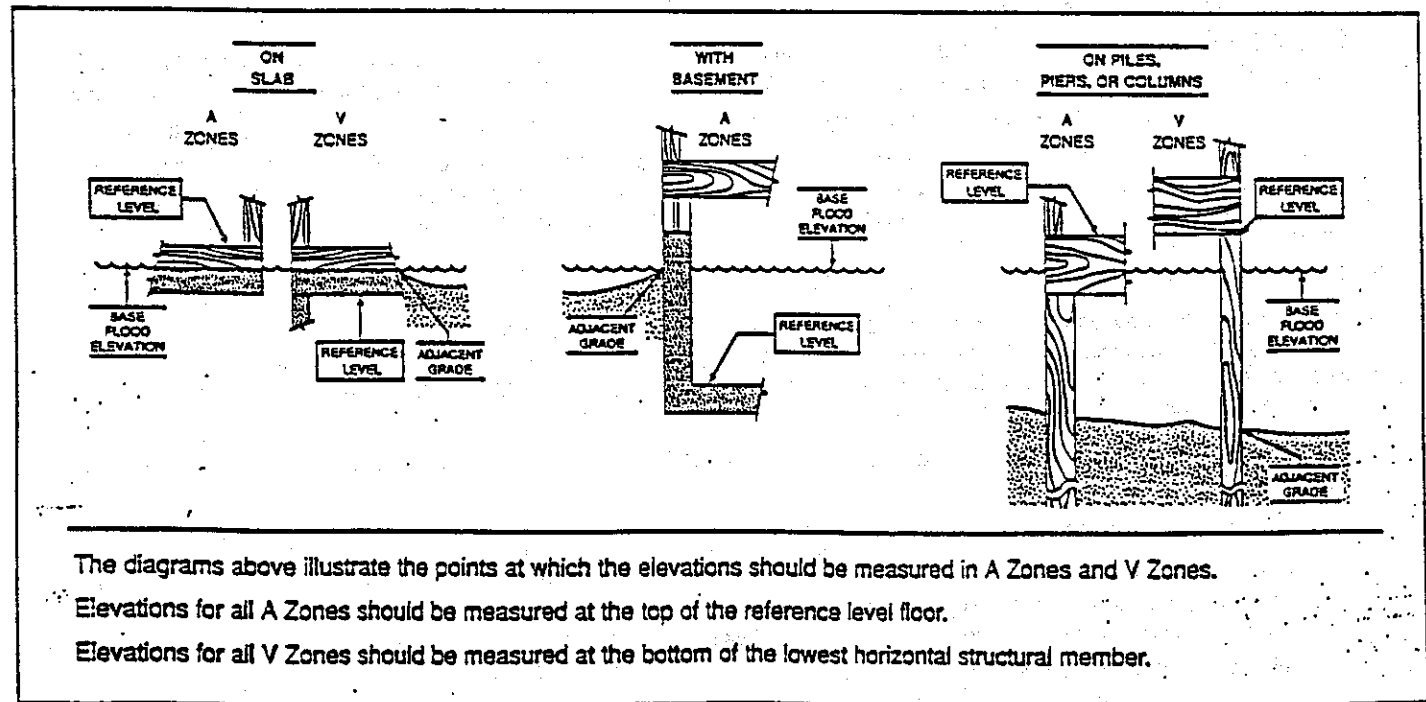 ON
SLAB
A
ZONES
V
ZONES
REFERENCE
LEVEL
BASE
FLOOD
ELEVATION
REFERENCE
LEVEL
ADJACENT
GRADE
WITH
BASEMENT
A
ZONES
BASE
FLOOD
ELEVATION
ADJACENT
GRADE
REFERENCE
LEVEL
ON PILES,
PIERS, OR COLUMNS
A
ZONES
V
ZONES
REFERENCE
LEVEL
REFERENCE
LEVEL
BASE
FLOOD
ELEVATION
ADJACENT
GRADE
The diagrams above illustrate the points at which the elevations should be measured in A Zones and V Zones.
Elevations for all A Zones should be measured at the top of the reference level floor.
Elevations for all V Zones should be measured at the bottom of the lowest horizontal structural member.